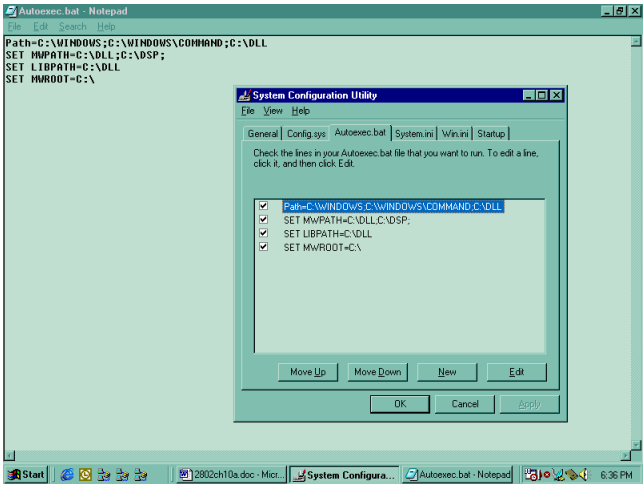 Autoexec.bat - Notepad
File Edit Search Help
Path=C:\WINDOWS;C:\WINDOWS\COMMAND;C:\DLL
SET MWPATH=C:\DLL;C:\DSP;
SET LIBPATH=C:\DLL
SET MWROOT=C:\
System Configuration Utility
File View Help
General Config.sys Autoexec.bat System.ini Win.ini Startup
Check the lines in your Autoexec.bat file that you want to run. To edit a line,
click it, and then click Edit.
Path=C:\WINDOWS;C:\WINDOWS\COMMAND;C:\DLL
SET MWPATH=C:\DLL;C:\DSP;
SET LIBPATH=C:\DLL
SET MWROOT=C:\
Move Up Move Down New Edit
OK Cancel Apply
Start 2802ch10a.doc - Micr... System Configura... Autoexec.bat - Notepad 6:36 PM